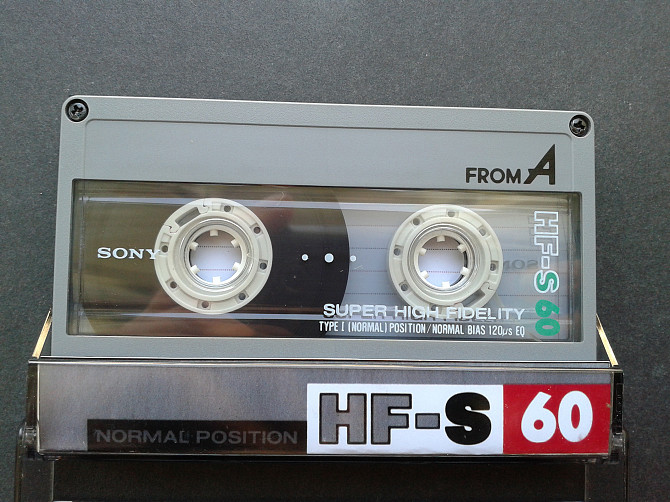 FROM A
SONY
HF-S 60
SUPER HIGH FIDELITY
TYPE I (NORMAL) POSITION/NORMAL BIAS 120µs EQ
NORMAL POSITION
HF-S 60